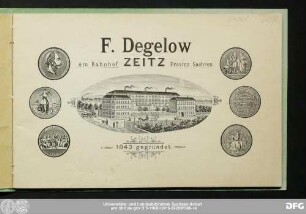 F. Degelow
am Bahnhof ZEITZ Provinz Sachsen
1843 gegründet.
Universitäts- und Landesbibliothek Sachsen-Anhalt
DFG